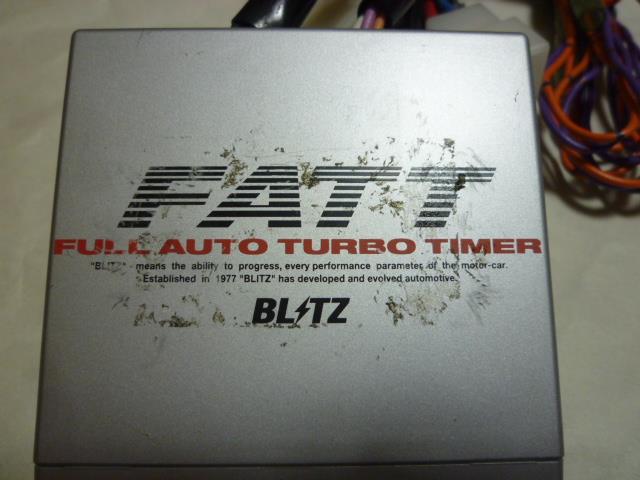 FATT
FULL AUTO TURBO TIMER
"BLITZ" means the ability to progress, every performance parameter of the motor-car.
Established in 1977 "BLITZ" has developed and evolved automotive.
BLITZ